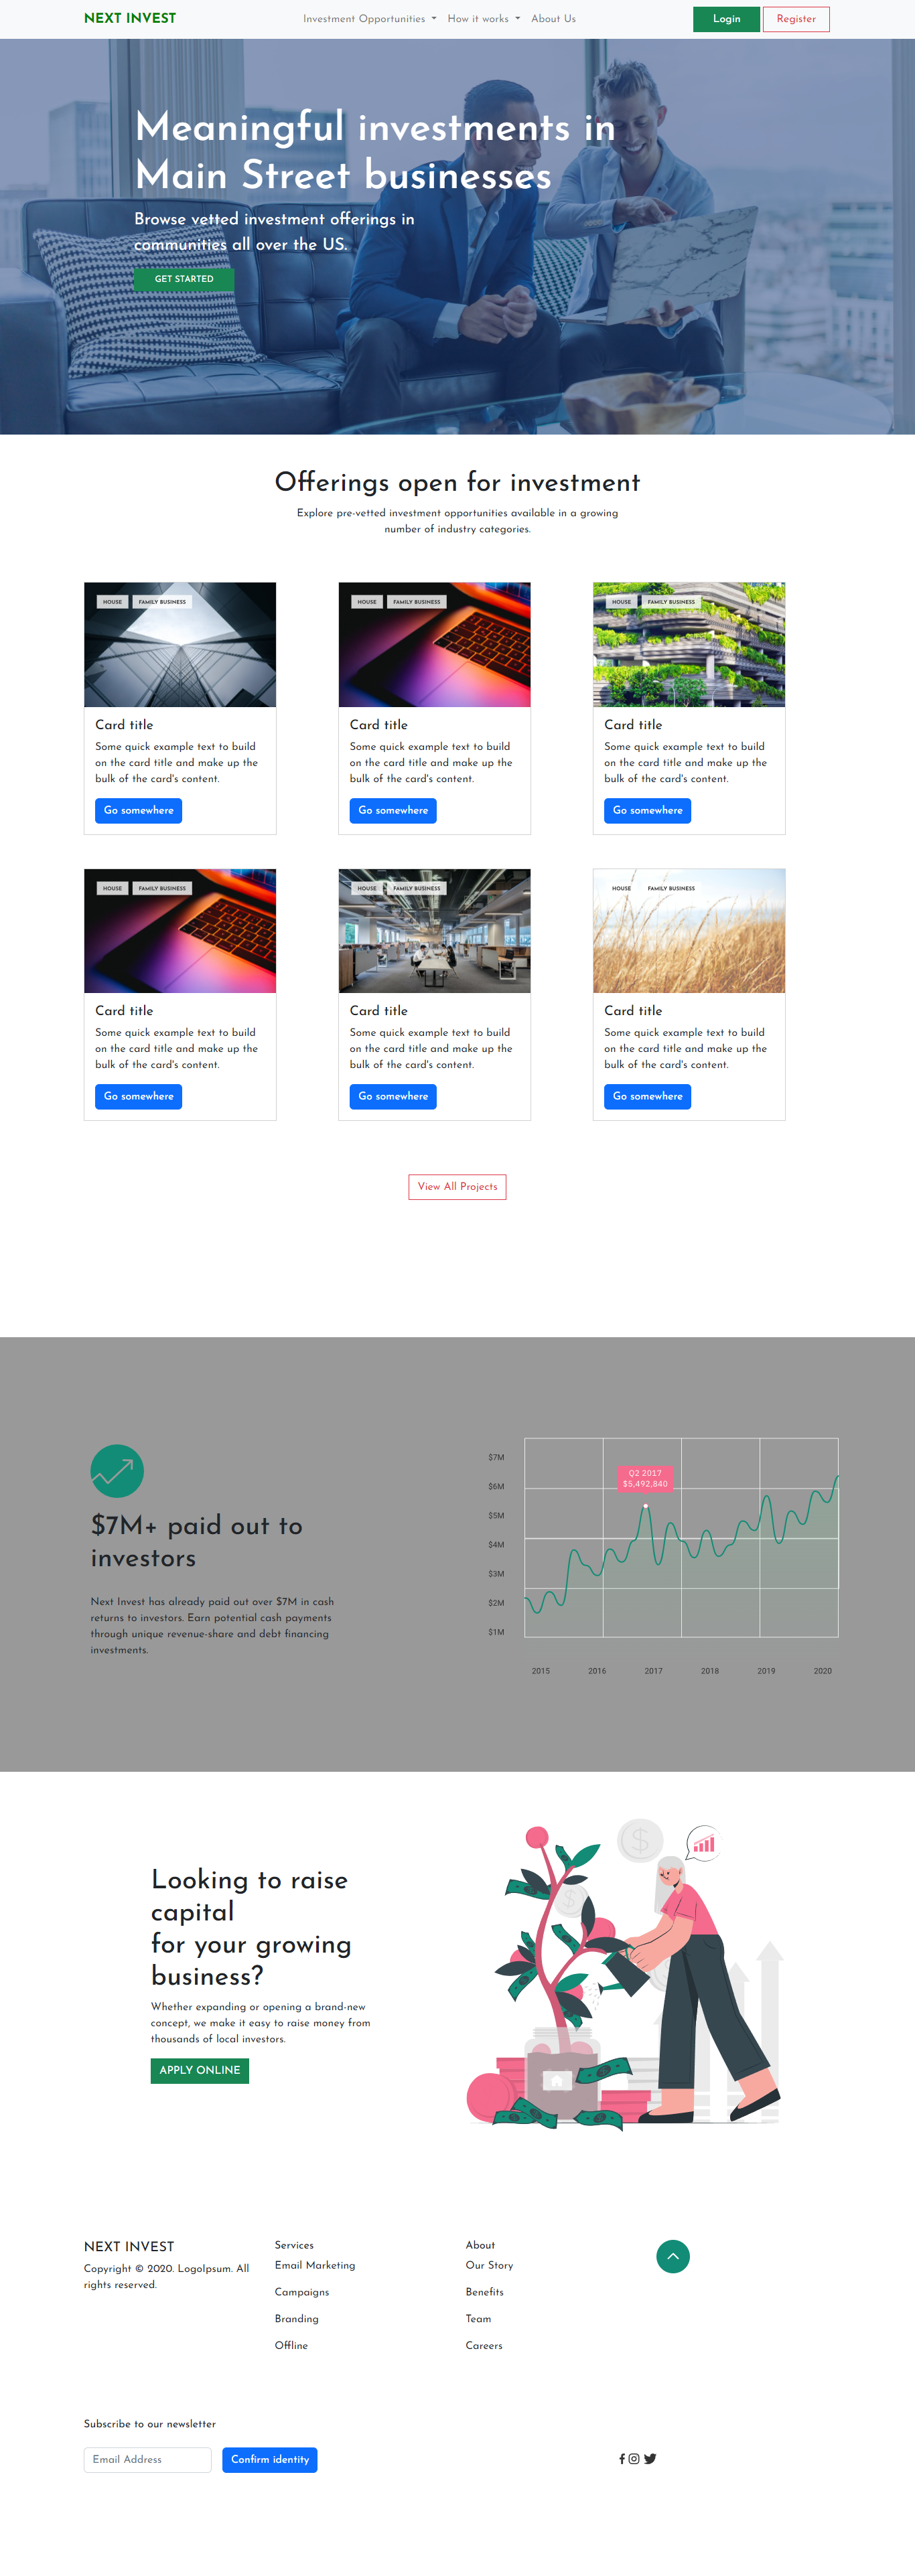 NEXT INVEST
Investment Opportunities
How it works
About Us
Login
Register
Meaningful investments in
Main Street businesses
Browse vetted investment offerings in
communities all over the US.
GET STARTED
Offerings open for investment
Explore pre-vetted investment opportunities available in a growing
number of industry categories.
HOUSE
FAMILY BUSINESS
Card title
Some quick example text to build
on the card title and make up the
bulk of the card's content.
Go somewhere
HOUSE
FAMILY BUSINESS
Card title
Some quick example text to build
on the card title and make up the
bulk of the card's content.
Go somewhere
HOUSE
FAMILY BUSINESS
Card title
Some quick example text to build
on the card title and make up the
bulk of the card's content.
Go somewhere
HOUSE
FAMILY BUSINESS
Card title
Some quick example text to build
on the card title and make up the
bulk of the card's content.
Go somewhere
HOUSE
FAMILY BUSINESS
Card title
Some quick example text to build
on the card title and make up the
bulk of the card's content.
Go somewhere
HOUSE
FAMILY BUSINESS
Card title
Some quick example text to build
on the card title and make up the
bulk of the card's content.
Go somewhere
View All Projects
$7M+ paid out to
investors
Next Invest has already paid out over $7M in cash
returns to investors. Earn potential cash payments
through unique revenue-share and debt financing
investments.
$7M
$6M
$5M
$4M
$3M
$2M
$1M
Q2 2017
$5,492,840
2015
2016
2017
2018
2019
2020
Looking to raise
capital
for your growing
business?
Whether expanding or opening a brand-new
concept, we make it easy to raise money from
thousands of local investors.
APPLY ONLINE
NEXT INVEST
Copyright © 2020. LogoIpsum. All
rights reserved.
Services
Email Marketing
Campaigns
Branding
Offline
About
Our Story
Benefits
Team
Careers
Subscribe to our newsletter
Email Address
Confirm identity